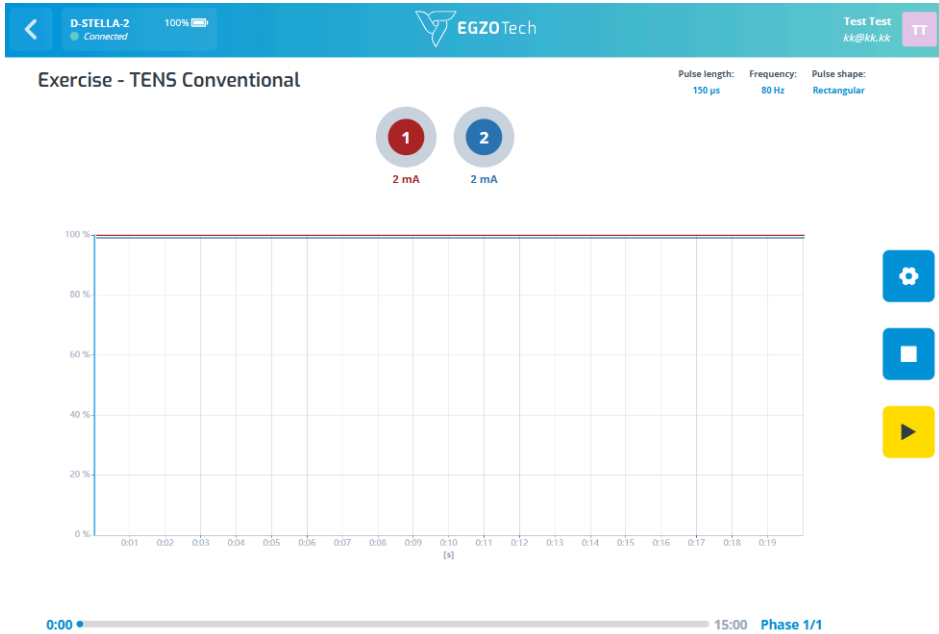 D-STELLA-2 100%
Connected
EGZOTech
Test Test
kk@kk.kk
TT
Exercise - TENS Conventional
Pulse length: Frequency: Pulse shape:
150 µs 80 Hz Rectangular
1 2
2 mA 2 mA
100 %
80 %
60 %
40 %
20 %
0 %
0:01 0:02 0:03 0:04 0:05 0:06 0:07 0:08 0:09 0:10 0:11 0:12 0:13 0:14 0:15 0:16 0:17 0:18 0:19
[s]
0:00 15:00 Phase 1/1